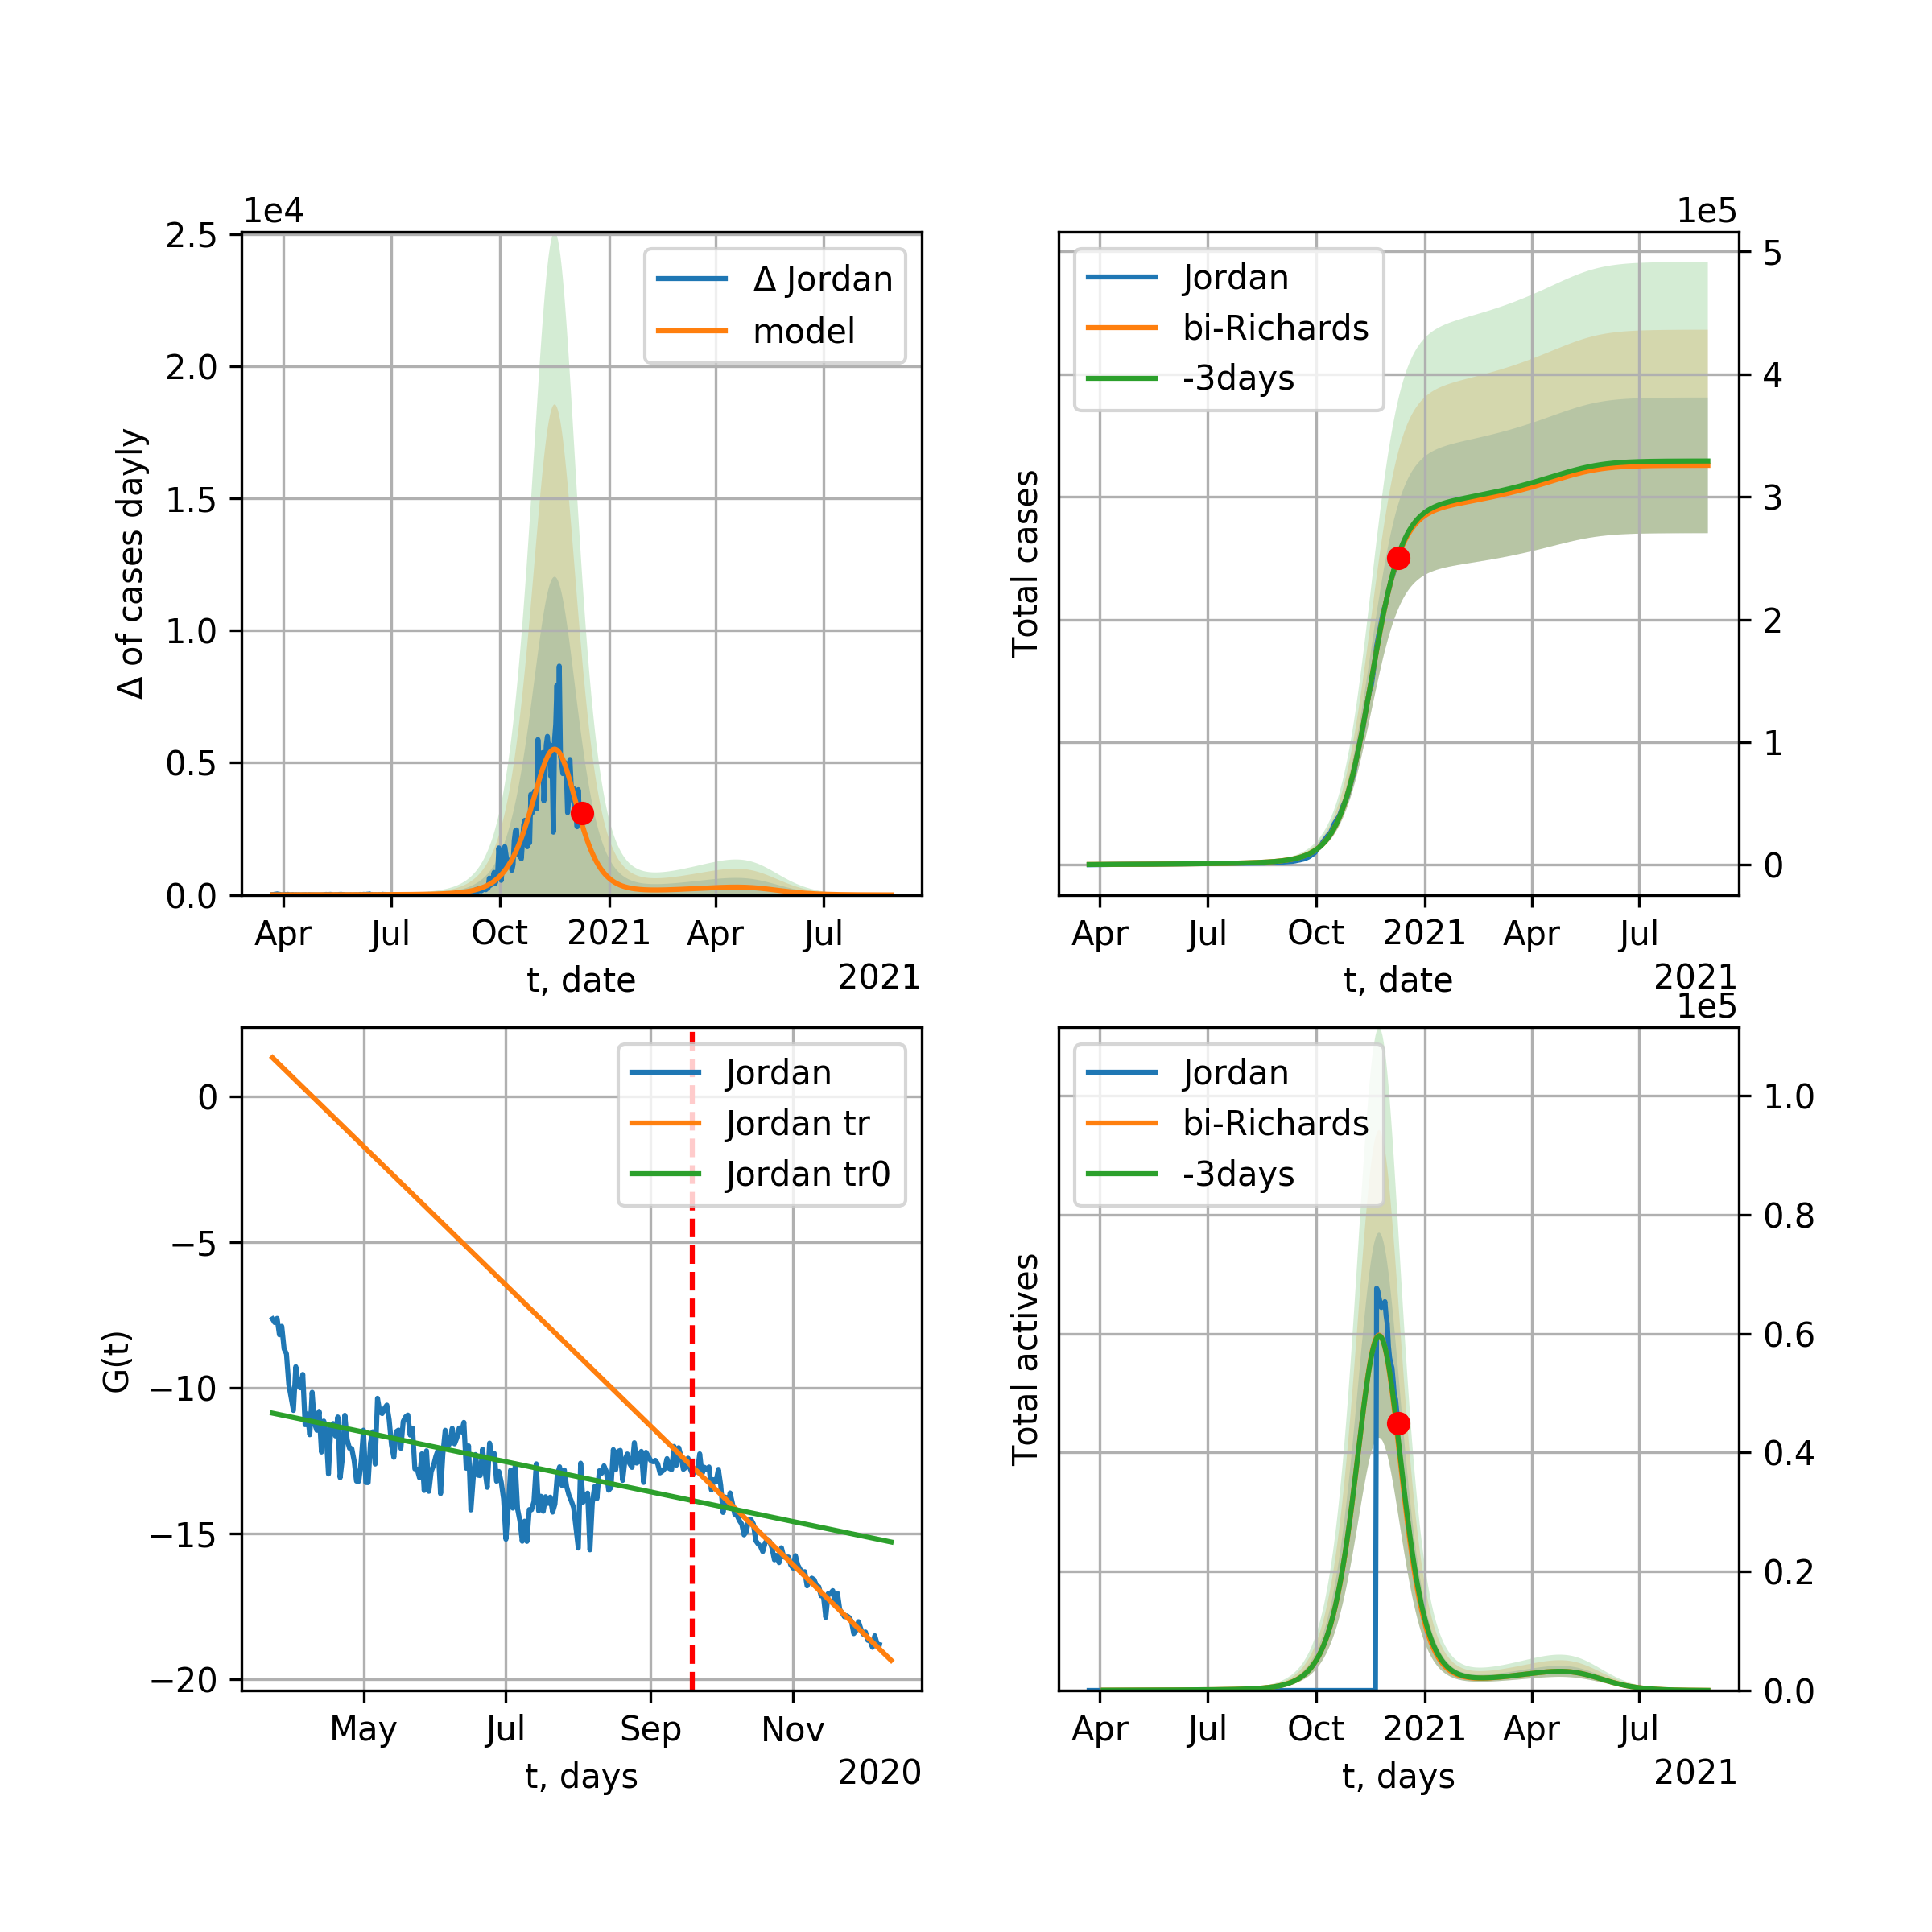 1e4
2.5
2.0
1.5
1.0
0.5
0.0
Δ of cases dayly
Δ Jordan
model
Apr Jul Oct 2021 Apr Jul
t, date
2021
1e5
5
4
3
2
1
0
Total cases
Jordan
bi-Richards
-3days
Apr Jul Oct 2021 Apr Jul
t, date
2021
0
−5
−10
−15
−20
G(t)
Jordan
Jordan tr
Jordan tr0
May Jul Sep Nov
t, days
2020
1e5
1.0
0.8
0.6
0.4
0.2
0.0
Total actives
Jordan
bi-Richards
-3days
Apr Jul Oct 2021 Apr Jul
t, days
2021